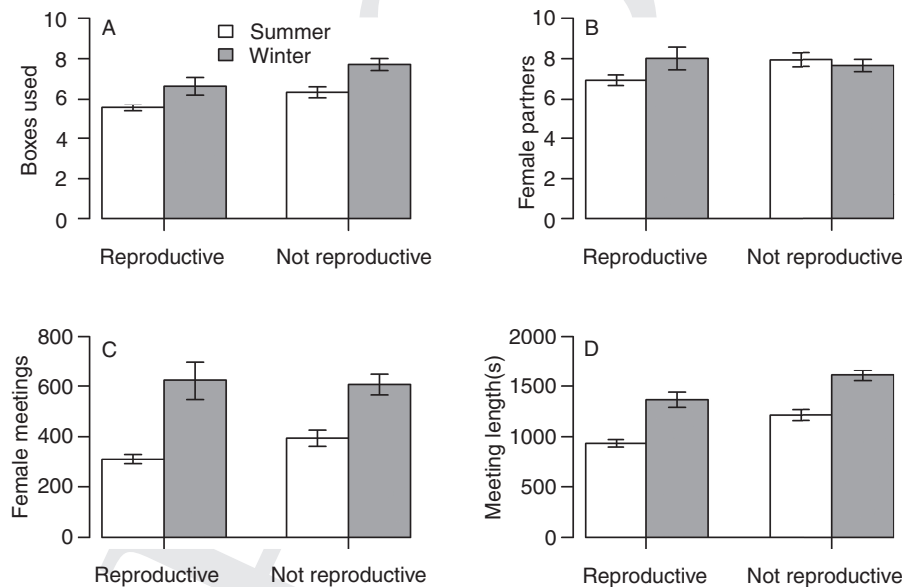 A
Summer
Winter
Boxes used
10
8
6
4
2
0
Reproductive
Not reproductive
B
Female partners
10
8
6
4
2
0
Reproductive
Not reproductive
C
Female meetings
800
600
400
200
0
Reproductive
Not reproductive
D
Meeting length(s)
2000
1500
1000
500
0
Reproductive
Not reproductive